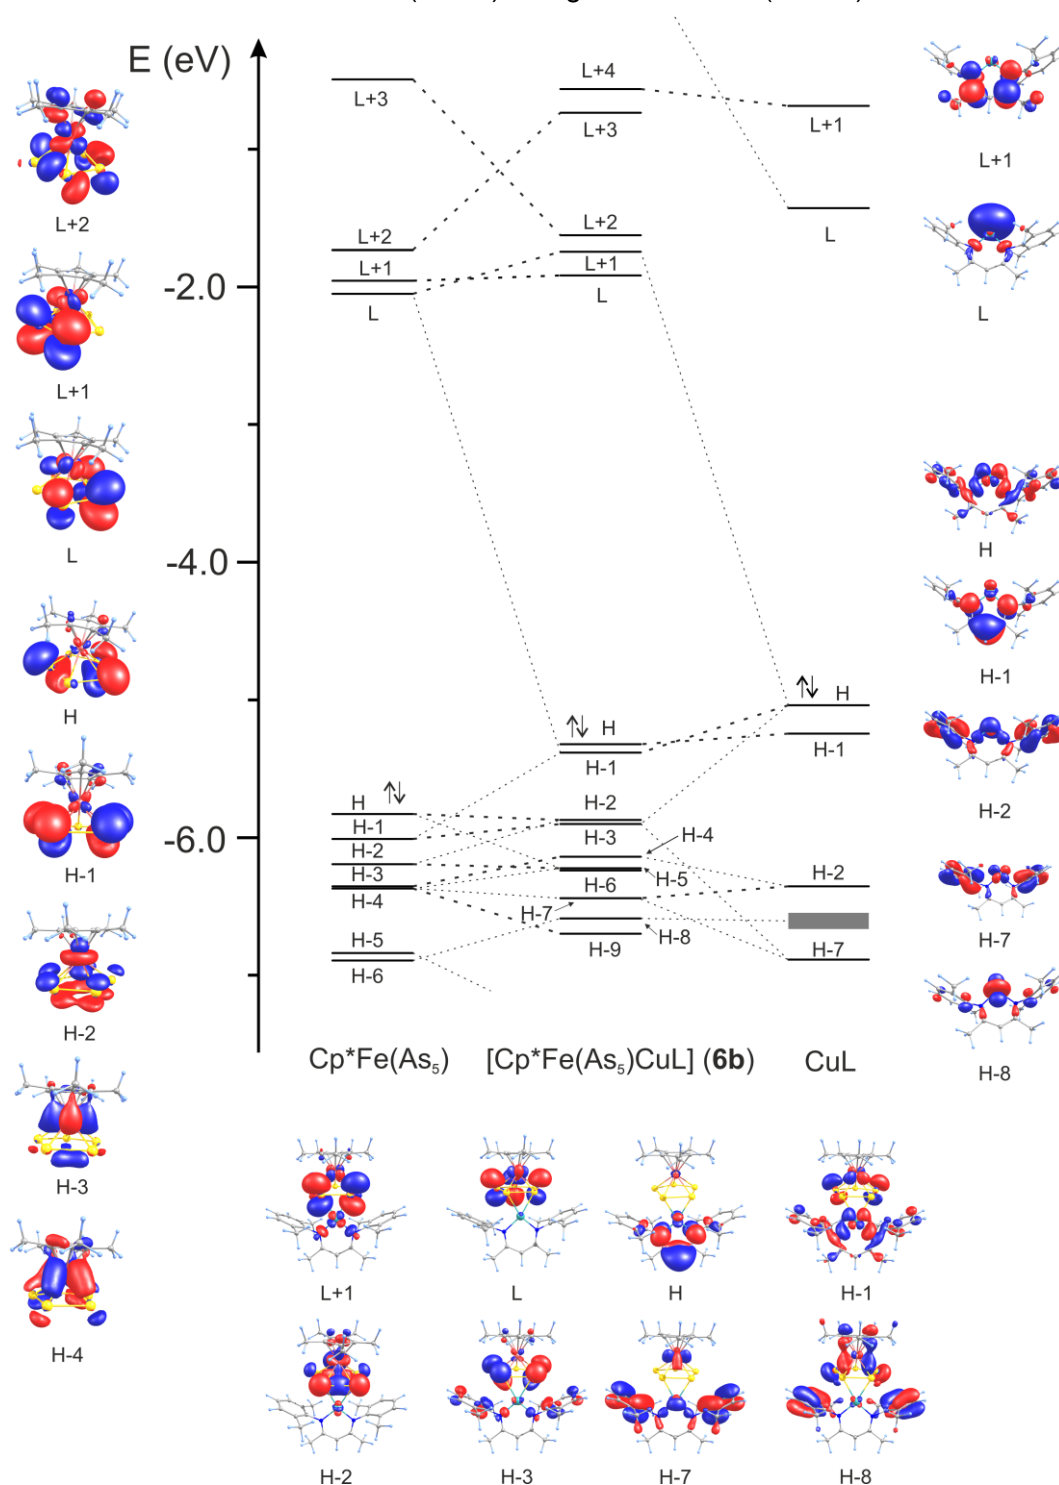 E (eV)
L+3
L+4
L+3
L+1
L+1
L+2
L+2
L+1
L
L+2
L+1
L
L
L
-2.0
L+1
L
-4.0
H
H
H-1
H
H-1
H
H-1
H
H-1
H-2
H-3
H-4
-6.0
H-2
H-3
H-4
H-5
H-6
H-7
H-8
H-9
H-5
H-6
H-2
H-7
H-2
H-7
H-1
H-2
Cp*Fe(As5)
[Cp*Fe(As5)CuL] (6b)
CuL
H-8
H-3
H-4
L+1
L
H
H-1
H-2
H-3
H-7
H-8